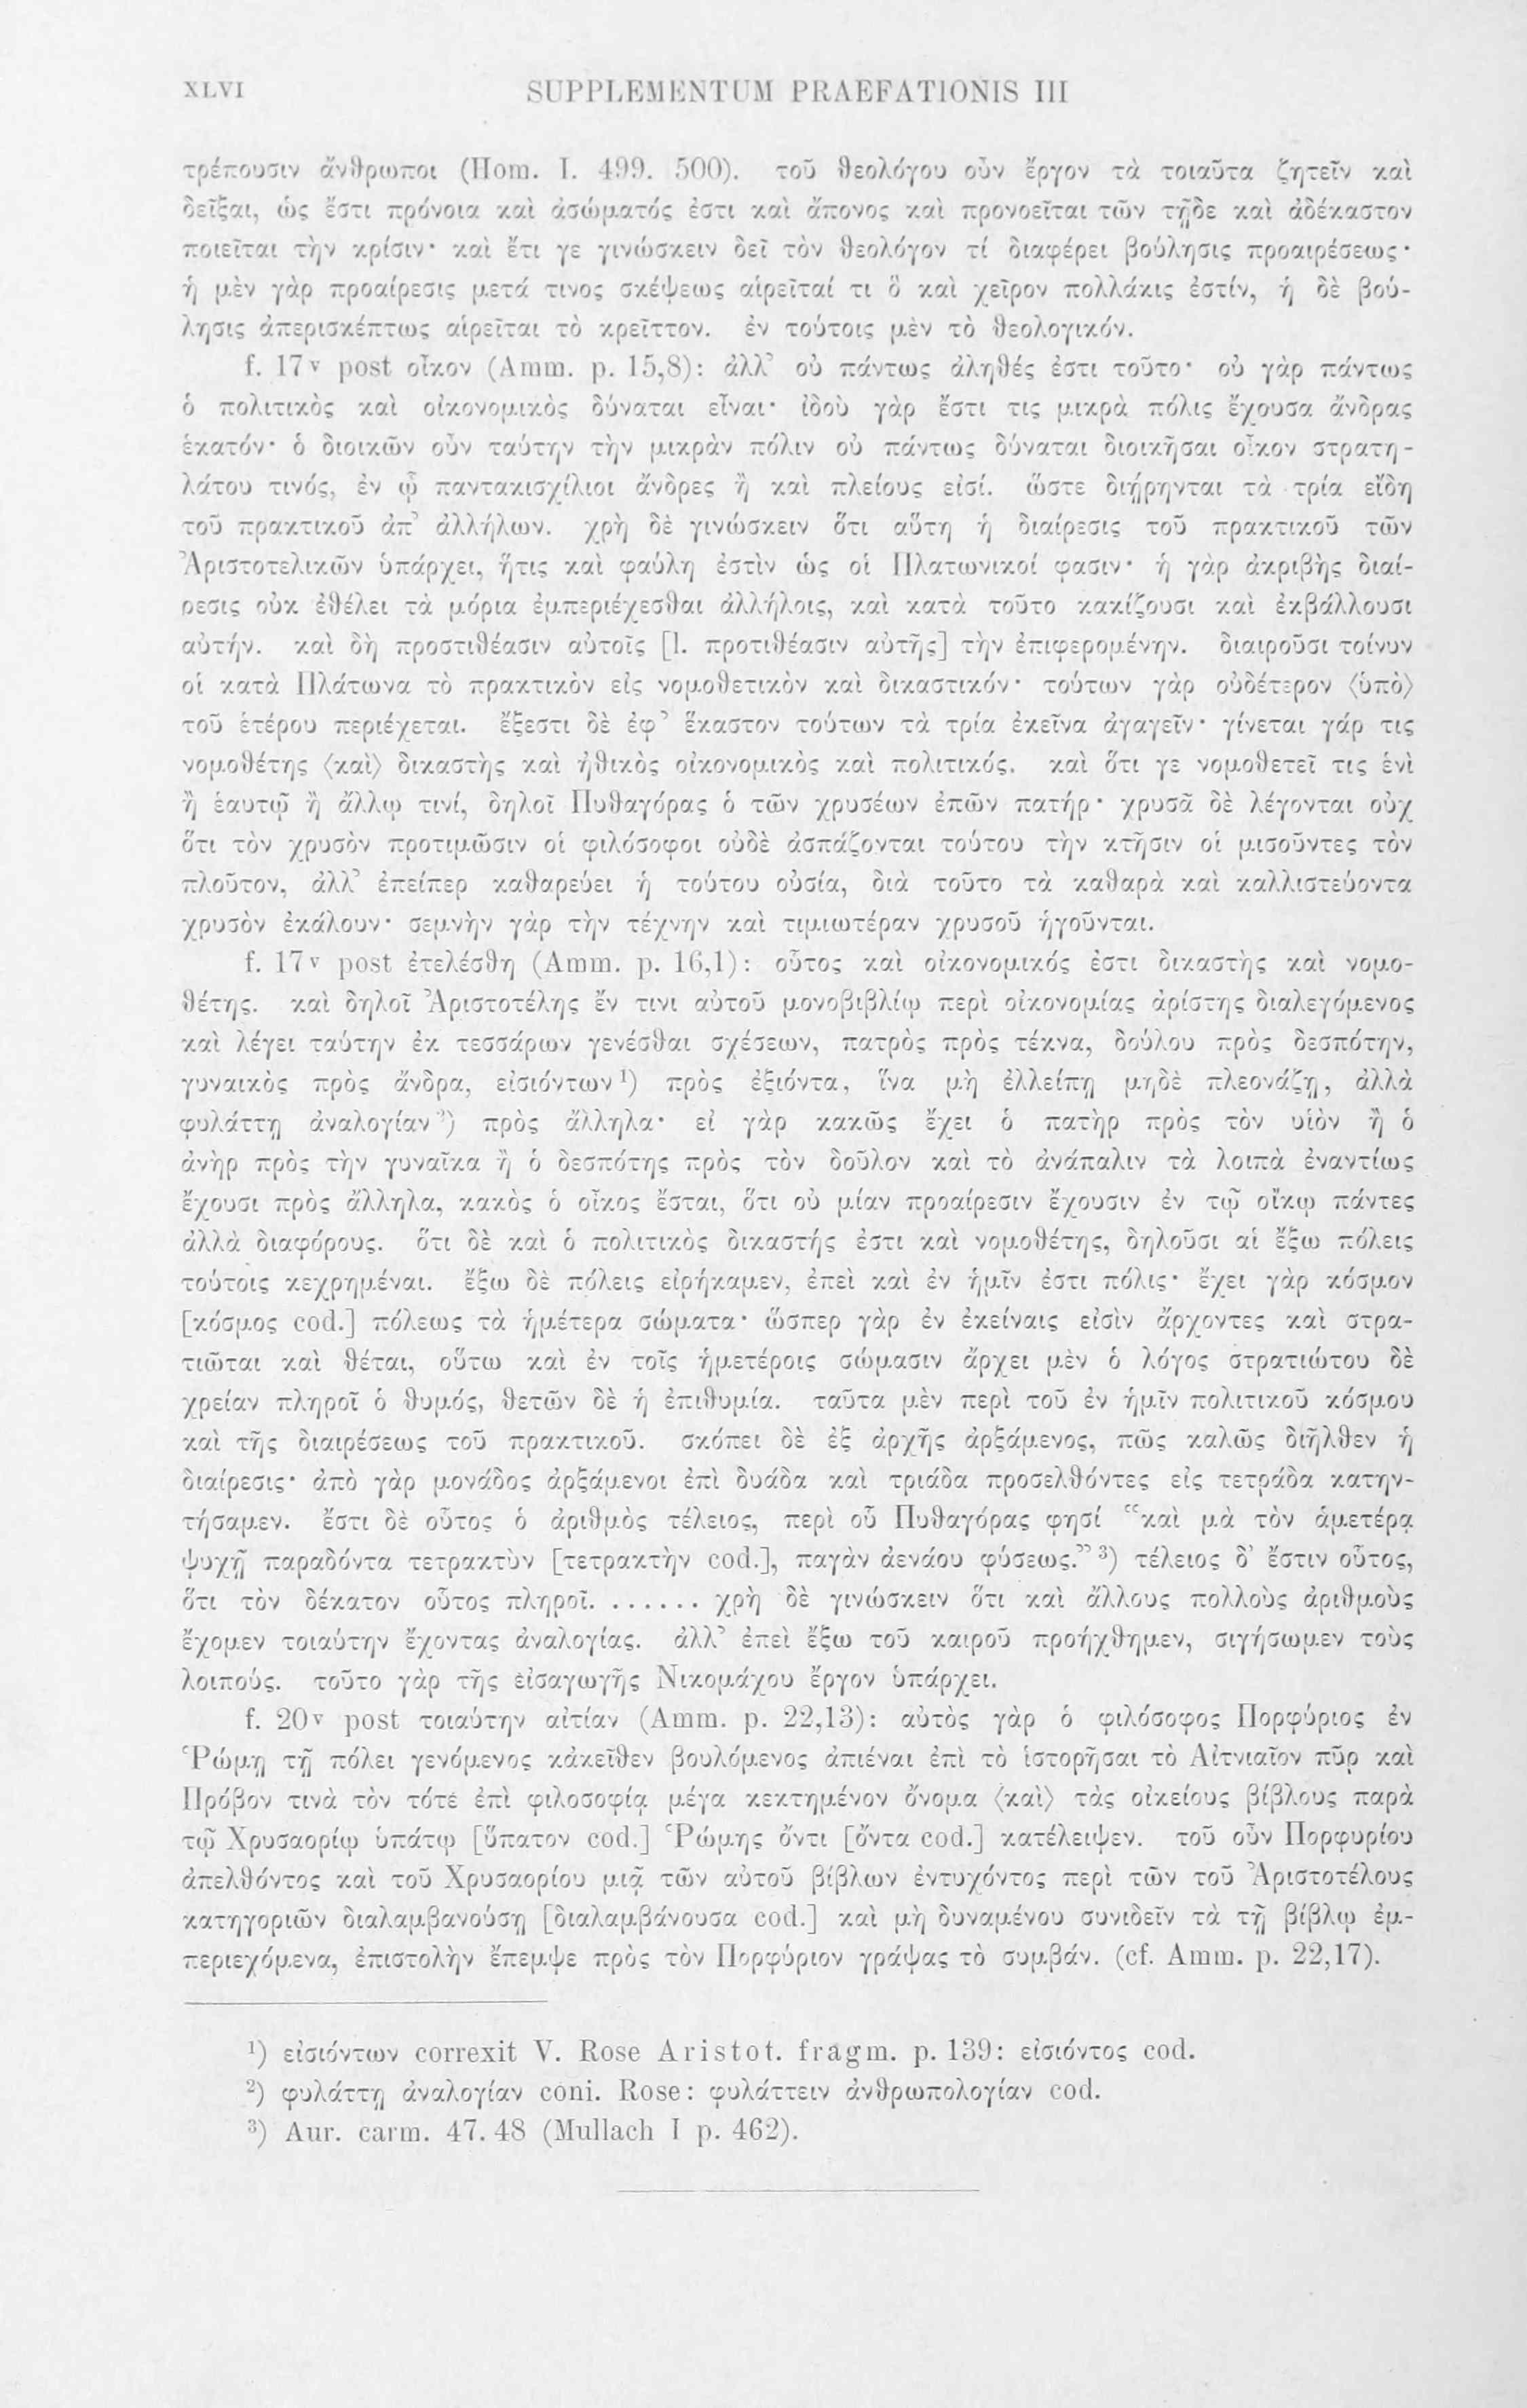 XLVI SUPPLEMENTUM PRAEFATIONIS III
τρέπουσιν ἄνθρωποι (Hom. I. 499. 500). τοῦ θεολόγου οὖν ἔργον τὰ τοιαῦτα ζητεῖν καὶ
δεῖξαι, ὡς ἔστι πρόνοια καὶ ἀσώματός ἐστι καὶ ἄπονος καὶ προνοεῖται τῶν τῇδε καὶ ἀδέκαστον
ποιεῖται τὴν κρίσιν· καὶ ἔτι γε γινώσκειν δεῖ τὸν θεολόγον τί διαφέρει βούλησις προαιρέσεως·
ἡ μὲν γὰρ προαίρεσις μετά τινος σκέψεως αἱρεῖταί τι ὃ καὶ χεῖρον πολλάκις ἐστίν, ἡ δὲ βού-
λησις ἀπερισκέπτως αἱρεῖται τὸ κρεῖττον. ἐν τούτοις μὲν τὸ θεολογικόν.
f. 17v post οἶκον (Amm. p. 15,8): ἀλλ’ οὐ πάντως ἀληθές ἐστι τοῦτο· οὐ γὰρ πάντως
ὁ πολιτικὸς καὶ οἰκονομικὸς δύναται εἶναι· ἰδοὺ γὰρ ἔστι τις μικρὰ πόλις ἔχουσα ἄνδρας
ἑκατόν· ὁ διοικῶν οὖν ταύτην τὴν μικρὰν πόλιν οὐ πάντως δύναται διοικῆσαι οἶκον στρατη-
λάτου τινός, ἐν ᾧ πεντακισχίλιοι ἄνδρες ἢ καὶ πλείους εἰσί. ὥστε διῄρηνται τὰ τρία εἴδη
τοῦ πρακτικοῦ ἀπ’ ἀλλήλων. χρὴ δὲ γινώσκειν ὅτι αὕτη ἡ διαίρεσις τοῦ πρακτικοῦ τῶν
Ἀριστοτελικῶν ὑπάρχει, ἥτις καὶ φαύλη ἐστὶν ὡς οἱ Πλατωνικοί φασιν· ἡ γὰρ ἀκριβὴς διαί-
ρεσις οὐκ ἐθέλει τὰ μόρια ἐμπεριέχεσθαι ἀλλήλοις, καὶ κατὰ τοῦτο κακίζουσι καὶ ἐκβάλλουσι
αὐτήν. καὶ δὴ προστιθέασιν αὐτοῖς [l. προτιθέασιν αὐτῆς] τὴν ἐπιφερομένην. διαιροῦσι τοίνυν
οἱ κατὰ Πλάτωνα τὸ πρακτικὸν εἰς νομοθετικὸν καὶ δικαστικόν· τούτων γὰρ οὐδέτερον ⟨ὑπὸ⟩
τοῦ ἑτέρου περιέχεται. ἔξεστι δὲ ἐφ’ ἕκαστον τούτων τὰ τρία ἐκεῖνα ἀγαγεῖν· γίνεται γάρ τις
νομοθέτης ⟨καὶ⟩ δικαστὴς καὶ ἠθικὸς οἰκονομικὸς καὶ πολιτικός. καὶ ὅτι γε νομοθετεῖ τις ἑνὶ
ἢ ἑαυτῷ ἢ ἄλλῳ τινί, δηλοῖ Πυθαγόρας ὁ τῶν χρυσέων ἐπῶν πατήρ· χρυσᾶ δὲ λέγονται οὐχ
ὅτι τὸν χρυσὸν προτιμῶσιν οἱ φιλόσοφοι οὐδὲ ἀσπάζονται τούτου τὴν κτῆσιν οἱ μισοῦντες τὸν
πλοῦτον, ἀλλ’ ἐπείπερ καθαρεύει ἡ τούτου οὐσία, διὰ τοῦτο τὰ καθαρὰ καὶ καλλιστεύοντα
χρυσὸν ἐκάλουν· σεμνὴν γὰρ τὴν τέχνην καὶ τιμιωτέραν χρυσοῦ ἡγοῦνται.
f. 17v post ἐτελέσθη (Amm. p. 16,1): οὗτος καὶ οἰκονομικός ἐστι δικαστὴς καὶ νομο-
θέτης. καὶ δηλοῖ Ἀριστοτέλης ἔν τινι αὐτοῦ μονοβιβλίῳ περὶ οἰκονομίας ἀρίστης διαλεγόμενος
καὶ λέγει ταύτην ἐκ τεσσάρων γενέσθαι σχέσεων, πατρὸς πρὸς τέκνα, δούλου πρὸς δεσπότην,
γυναικὸς πρὸς ἄνδρα, εἰσιόντων¹) πρὸς ἐξιόντα, ἵνα μὴ ἐλλείπῃ μηδὲ πλεονάζῃ, ἀλλὰ
φυλάττῃ ἀναλογίαν²) πρὸς ἄλληλα· εἰ γὰρ κακῶς ἔχει ὁ πατὴρ πρὸς τὸν υἱὸν ἢ ὁ
ἀνὴρ πρὸς τὴν γυναῖκα ἢ ὁ δεσπότης πρὸς τὸν δοῦλον καὶ τὸ ἀνάπαλιν τὰ λοιπὰ ἐναντίως
ἔχουσι πρὸς ἄλληλα, κακὸς ὁ οἶκος ἔσται, ὅτι οὐ μίαν προαίρεσιν ἔχουσιν ἐν τῷ οἴκῳ πάντες
ἀλλὰ διαφόρους. ὅτι δὲ καὶ ὁ πολιτικὸς δικαστής ἐστι καὶ νομοθέτης, δηλοῦσι αἱ ἔξω πόλεις
τούτοις κεχρημέναι. ἔξω δὲ πόλεις εἰρήκαμεν, ἐπεὶ καὶ ἐν ἡμῖν ἐστι πόλις· ἔχει γὰρ κόσμον
[κόσμος cod.] πόλεως τὰ ἡμέτερα σώματα· ὥσπερ γὰρ ἐν ἐκείναις εἰσὶν ἄρχοντες καὶ στρα-
τιῶται καὶ θέται, οὕτω καὶ ἐν τοῖς ἡμετέροις σώμασιν ἄρχει μὲν ὁ λόγος στρατιώτου δὲ
χρείαν πληροῖ ὁ θυμός, θετῶν δὲ ἡ ἐπιθυμία. ταῦτα μὲν περὶ τοῦ ἐν ἡμῖν πολιτικοῦ κόσμου
καὶ τῆς διαιρέσεως τοῦ πρακτικοῦ. σκόπει δὲ ἐξ ἀρχῆς ἀρξάμενος, πῶς καλῶς διῆλθεν ἡ
διαίρεσις· ἀπὸ γὰρ μονάδος ἀρξάμενοι ἐπὶ δυάδα καὶ τριάδα προσελθόντες εἰς τετράδα κατην-
τήσαμεν. ἔστι δὲ οὗτος ὁ ἀριθμὸς τέλειος, περὶ οὗ Πυθαγόρας φησί “καὶ μὰ τὸν ἁμετέρᾳ
ψυχῇ παραδόντα τετρακτὺν [τετρακτὴν cod.], παγὰν ἀενάου φύσεως.”³) τέλειος δ’ ἔστιν οὗτος,
ὅτι τὸν δέκατον οὗτος πληροῖ. . . . . . . χρὴ δὲ γινώσκειν ὅτι καὶ ἄλλους πολλοὺς ἀριθμοὺς
ἔχομεν τοιαύτην ἔχοντας ἀναλογίας. ἀλλ’ ἐπεὶ ἔξω τοῦ καιροῦ προήχθημεν, σιγήσωμεν τοὺς
λοιπούς. τοῦτο γὰρ τῆς εἰσαγωγῆς Νικομάχου ἔργον ὑπάρχει.
f. 20v post τοιαύτην αἰτίαν (Amm. p. 22,13): αὐτὸς γὰρ ὁ φιλόσοφος Πορφύριος ἐν
Ῥώμῃ τῇ πόλει γενόμενος κἀκεῖθεν βουλόμενος ἀπιέναι ἐπὶ τὸ ἱστορῆσαι τὸ Αἰτνιαῖον πῦρ καὶ
Πρόβον τινὰ τὸν τότε ἐπὶ φιλοσοφίᾳ μέγα κεκτημένον ὄνομα ⟨καὶ⟩ τὰς οἰκείους βίβλους παρὰ
τῷ Χρυσαορίῳ ὑπάτῳ [ὕπατον cod.] Ῥώμης ὄντι [ὄντα cod.] κατέλειψεν. τοῦ οὖν Πορφυρίου
ἀπελθόντος καὶ τοῦ Χρυσαορίου μιᾷ τῶν αὐτοῦ βίβλων ἐντυχόντος περὶ τῶν τοῦ Ἀριστοτέλους
κατηγοριῶν διαλαμβανούσῃ [διαλαμβάνουσα cod.] καὶ μὴ δυναμένου συνιδεῖν τὰ τῇ βίβλῳ ἐμ-
περιεχόμενα, ἐπιστολὴν ἔπεμψε πρὸς τὸν Πορφύριον γράψας τὸ συμβάν. (cf. Amm. p. 22,17).
¹) εἰσιόντων correxit V. Rose Aristot. fragm. p. 139: εἰσιόντος cod.
²) φυλάττῃ ἀναλογίαν coni. Rose: φυλάττειν ἀνθρωπολογίαν cod.
³) Aur. carm. 47. 48 (Mullach I p. 462).